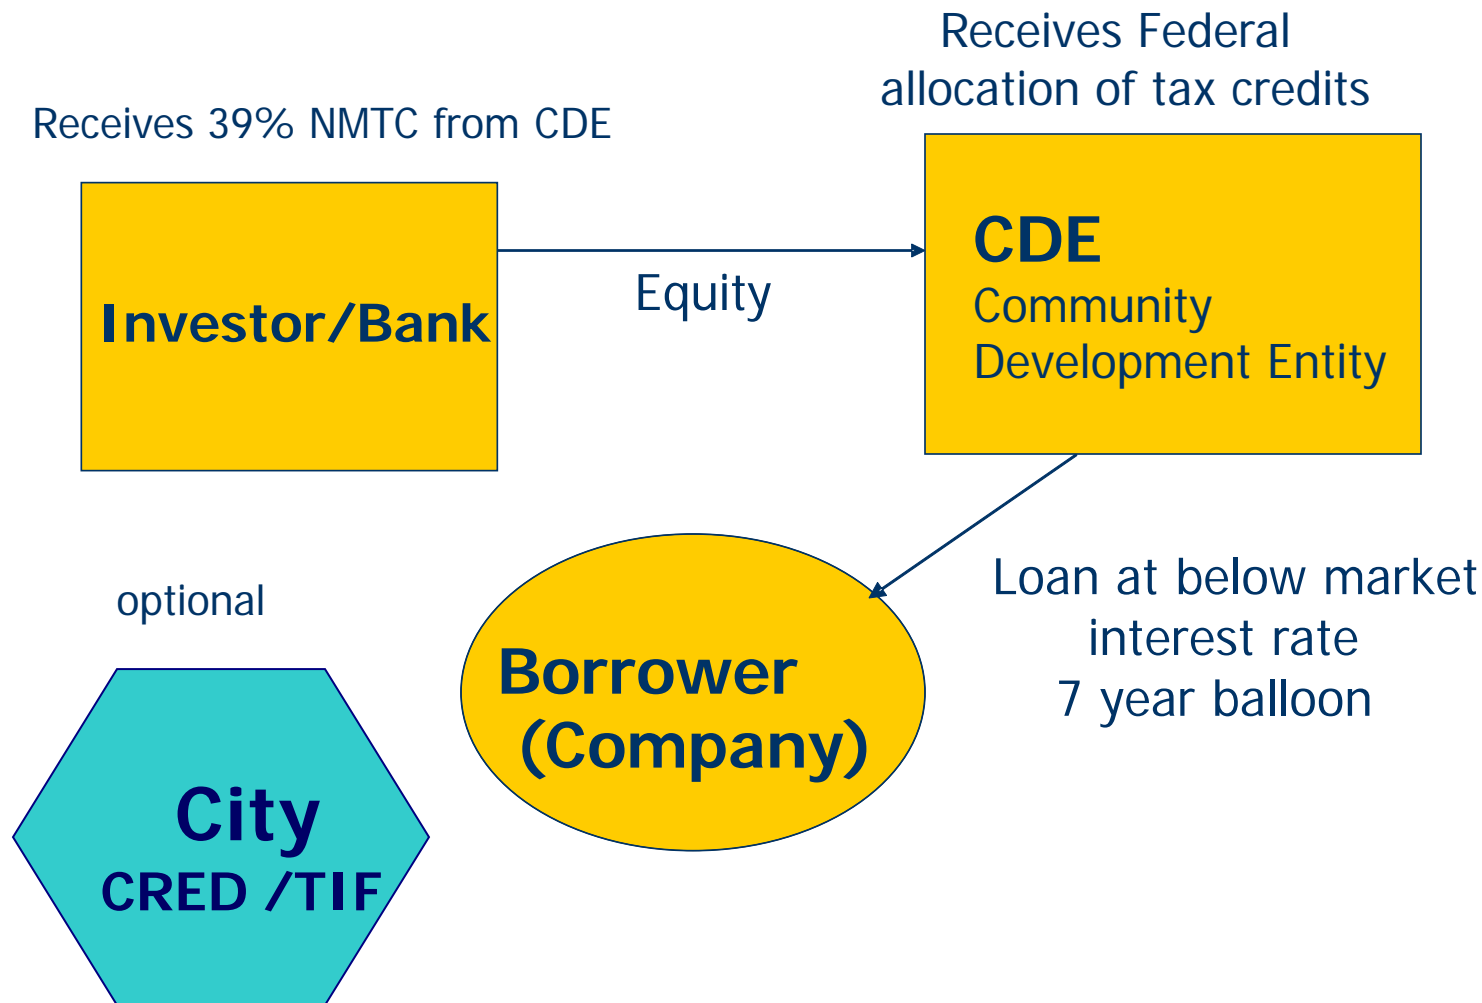 Receives Federal
allocation of tax credits
Receives 39% NMTC from CDE
Investor/Bank
Equity
CDE
Community
Development Entity
optional
Loan at below market
interest rate
7 year balloon
Borrower
(Company)
City
CRED /TIF